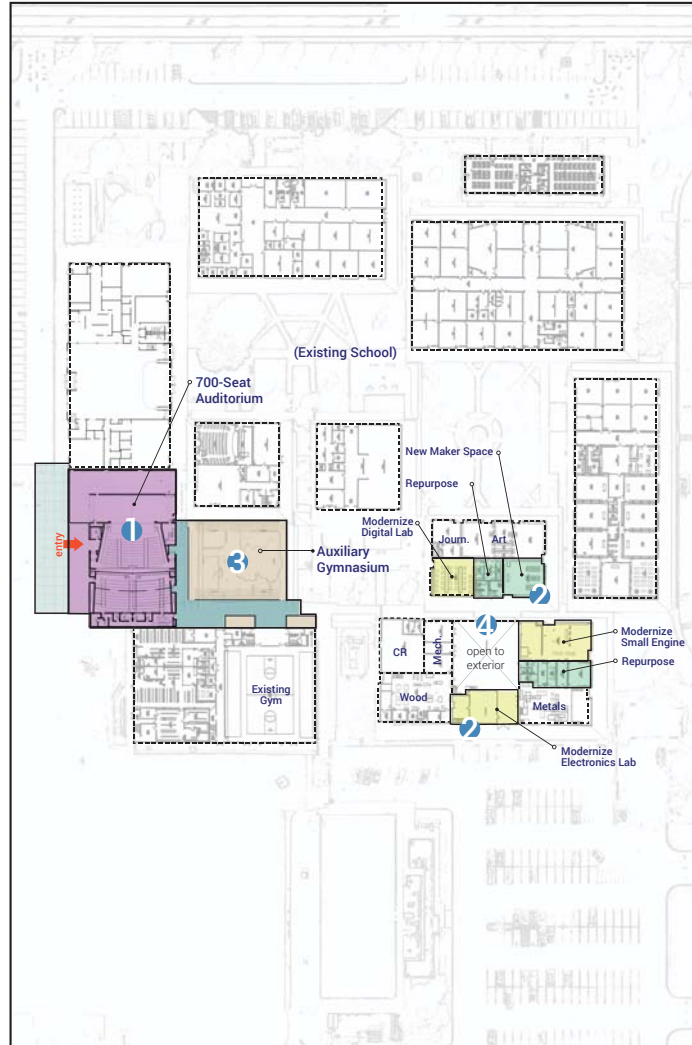 (Existing School)
700-Seat
Auditorium
New Maker Space
Repurpose
Modernize
Digital Lab
Journ.
Art
entry
1
3
Auxiliary
Gymnasium
2
4
open to
exterior
CR
Mech.
Modernize
Small Engine
Repurpose
Wood
Metals
Existing
Gym
2
Modernize
Electronics Lab